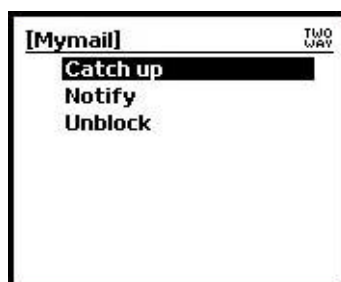 [Mymail] TWO
WAY
Catch up
Notify
Unblock